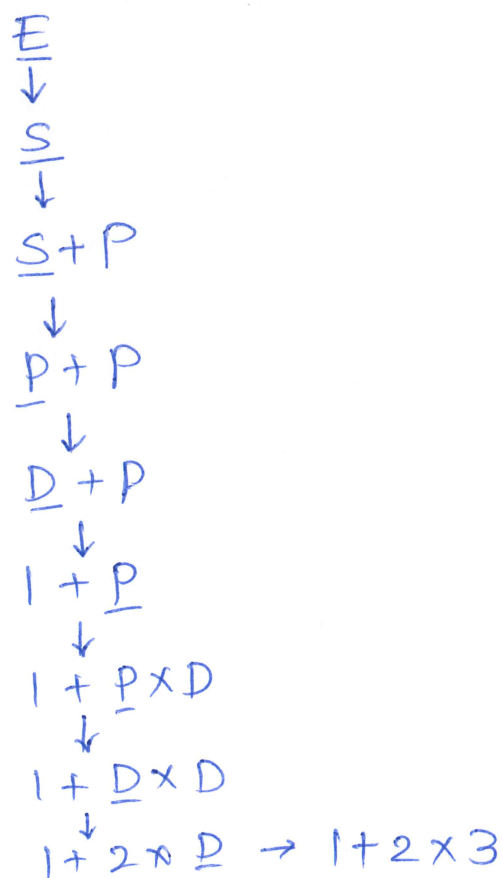 E
↓
S
↓
S + P
↓
P + P
↓
D + P
↓
1 + P
↓
1 + P × D
↓
1 + D × D
↓
1 + 2 × D → 1 + 2 × 3